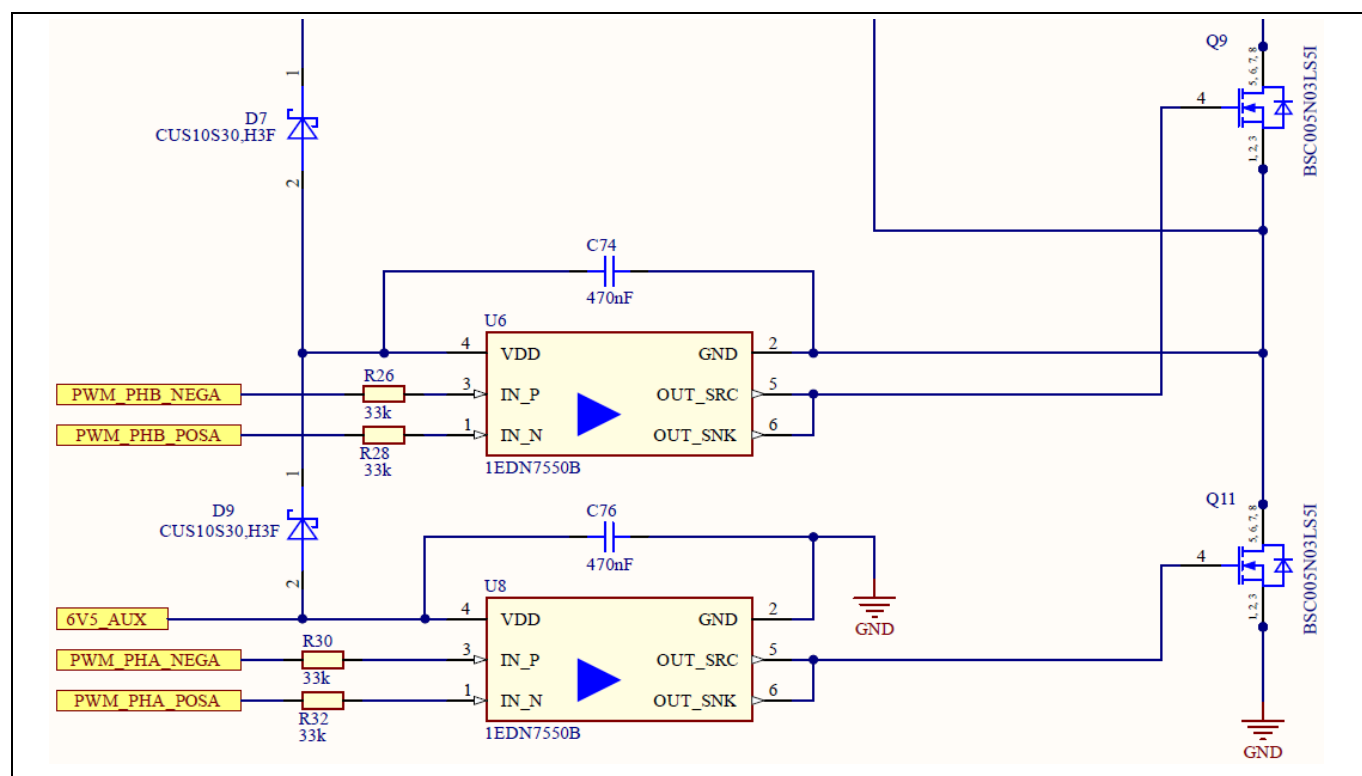 Q9
5, 6, 7, 8
4
1, 2, 3
BSC005N03LS5I
1
D7
CUS10S30,H3F
2
C74
470nF
U6
4 VDD GND 2
PWM_PHB_NEGA R26 33k 3 IN_P OUT_SRC 5
PWM_PHB_POSA R28 33k 1 IN_N OUT_SNK 6
1EDN7550B
1
D9
CUS10S30,H3F
2
C76
470nF
GND
Q11
5, 6, 7, 8
4
1, 2, 3
BSC005N03LS5I
GND
U8
6V5_AUX 4 VDD GND 2
PWM_PHA_NEGA R30 33k 3 IN_P OUT_SRC 5
PWM_PHA_POSA R32 33k 1 IN_N OUT_SNK 6
1EDN7550B